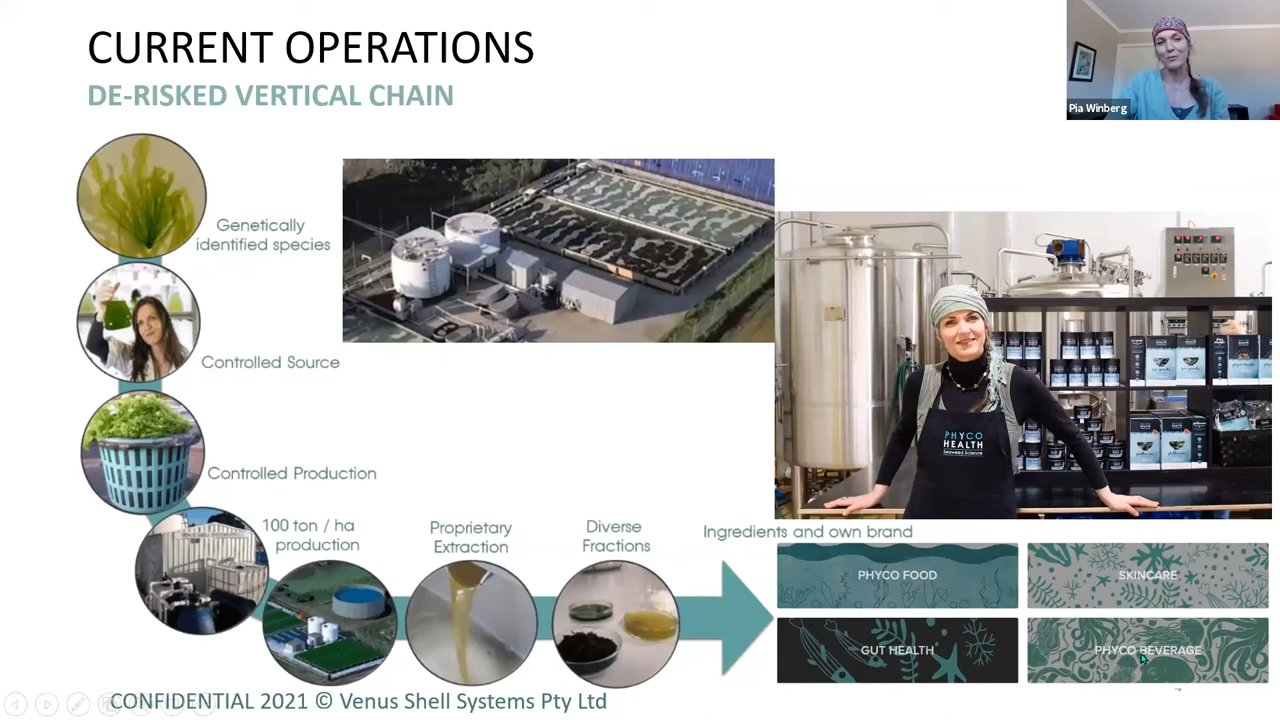 CURRENT OPERATIONS
DE-RISKED VERTICAL CHAIN
Pia Winberg
Genetically
identified species
Controlled Source
Controlled Production
100 ton / ha
production
Proprietary
Extraction
Diverse
Fractions
Ingredients and own brand
PHYCO
HEALTH
Seaweed Science
PHYCO FOOD
SKINCARE
GUT HEALTH
PHYCO BEVERAGE
CONFIDENTIAL 2021 © Venus Shell Systems Pty Ltd